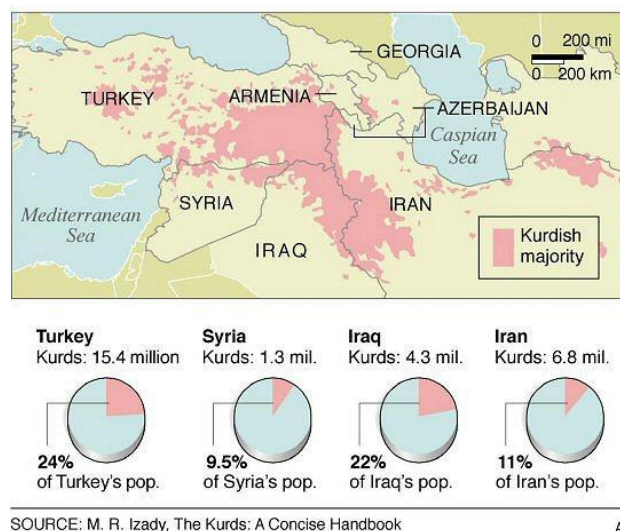 GEORGIA
0 200 mi
0 200 km
TURKEY
ARMENIA
AZERBAIJAN
Caspian
Sea
Mediterranean
Sea
SYRIA
IRAN
IRAQ
Kurdish
majority
Turkey
Kurds: 15.4 million
24%
of Turkey's pop.
Syria
Kurds: 1.3 mil.
9.5%
of Syria's pop.
Iraq
Kurds: 4.3 mil.
22%
of Iraq's pop.
Iran
Kurds: 6.8 mil.
11%
of Iran's pop.
SOURCE: M. R. Izady, The Kurds: A Concise Handbook